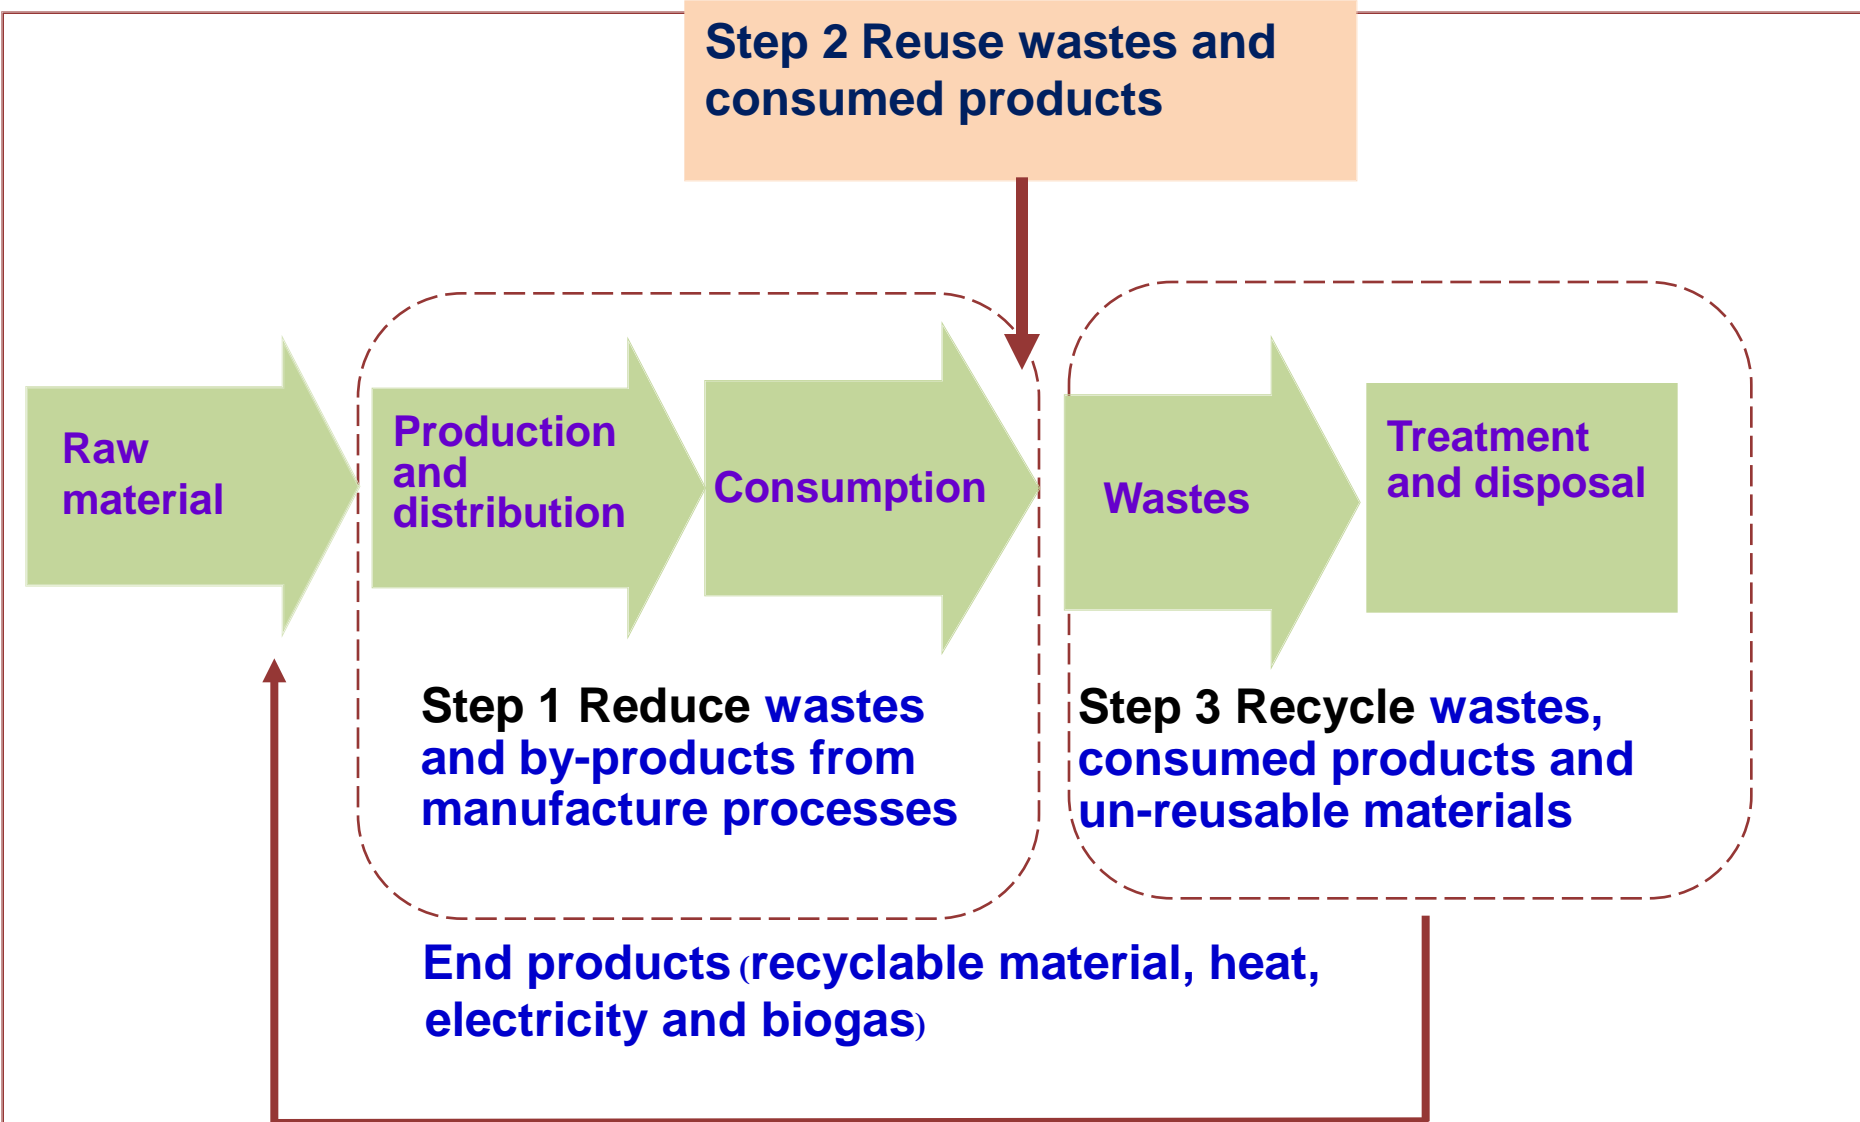 Step 2 Reuse wastes and
consumed products
Raw
material
Production
and
distribution
Consumption
Wastes
Treatment
and disposal
Step 1 Reduce wastes
and by-products from
manufacture processes
Step 3 Recycle wastes,
consumed products and
un-reusable materials
End products (recyclable material, heat,
electricity and biogas)